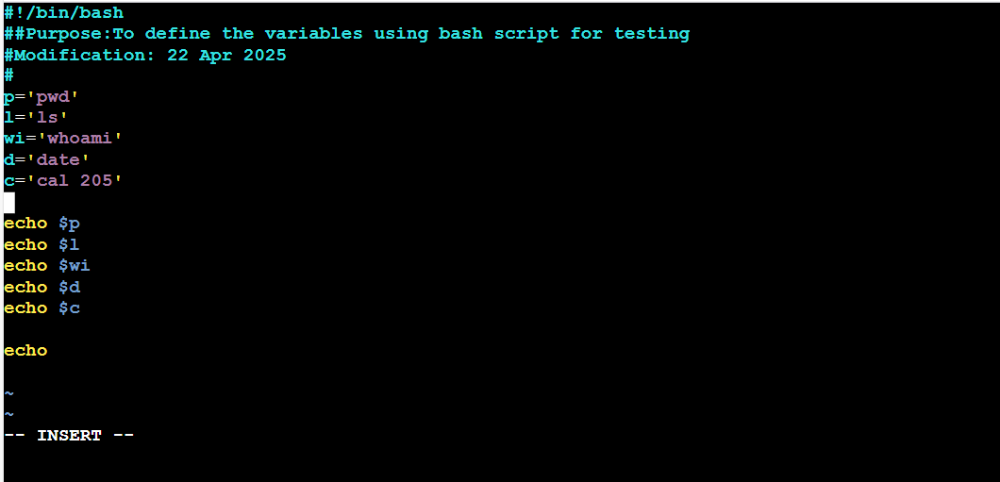 #!/bin/bash
##Purpose:To define the variables using bash script for testing
#Modification: 22 Apr 2025
#
p='pwd'
l='ls'
wi='whoami'
d='date'
c='cal 205'
echo $p
echo $l
echo $wi
echo $d
echo $c
echo
~
~
-- INSERT --